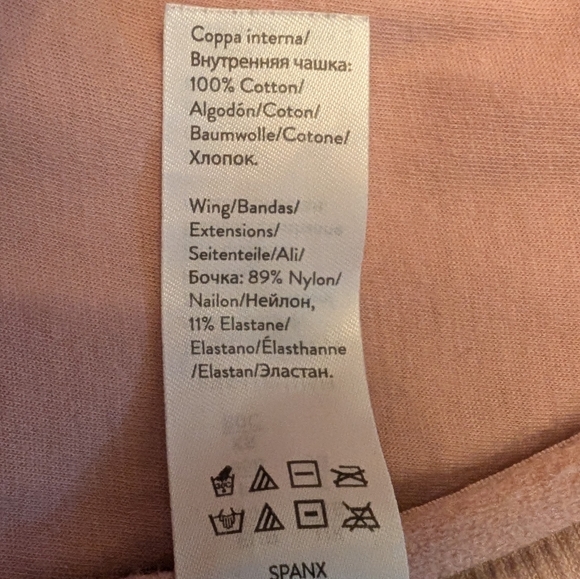 Coppa interna/
Внутренняя чашка:
100% Cotton/
Algodón/Coton/
Baumwolle/Cotone/
Хлопок.
Wing/Bandas/
Extensions/
Seitenteile/Ali/
Бочка: 89% Nylon/
Nailon/Нейлон,
11% Elastane/
Elastano/Élasthanne
/Elastan/Эластан.
SPANX